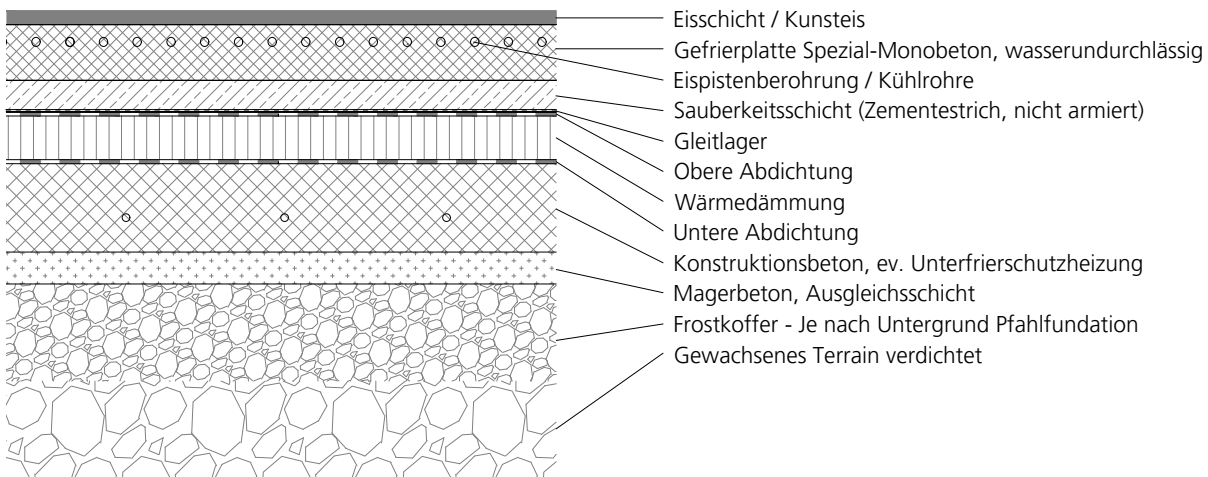 Eisschicht / Kunsteis
Gefrierplatte Spezial-Monobeton, wasserundurchlässig
Eispistenberohrung / Kühlrohre
Sauberkeitsschicht (Zementestrich, nicht armiert)
Gleitlager
Obere Abdichtung
Wärmedämmung
Untere Abdichtung
Konstruktionsbeton, ev. Unterfrierschutzheizung
Magerbeton, Ausgleichsschicht
Frostkoffer - Je nach Untergrund Pfahlfundation
Gewachsenes Terrain verdichtet